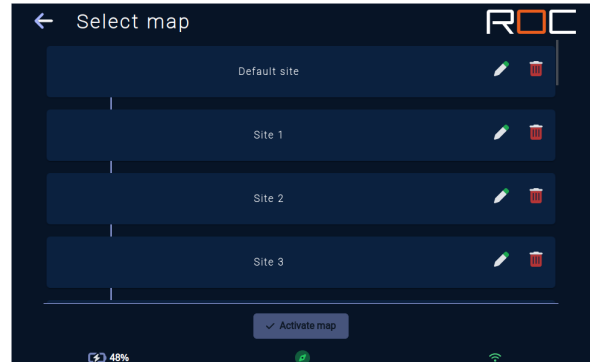 Select map
ROC
Default site
Site 1
Site 2
Site 3
Activate map
48%